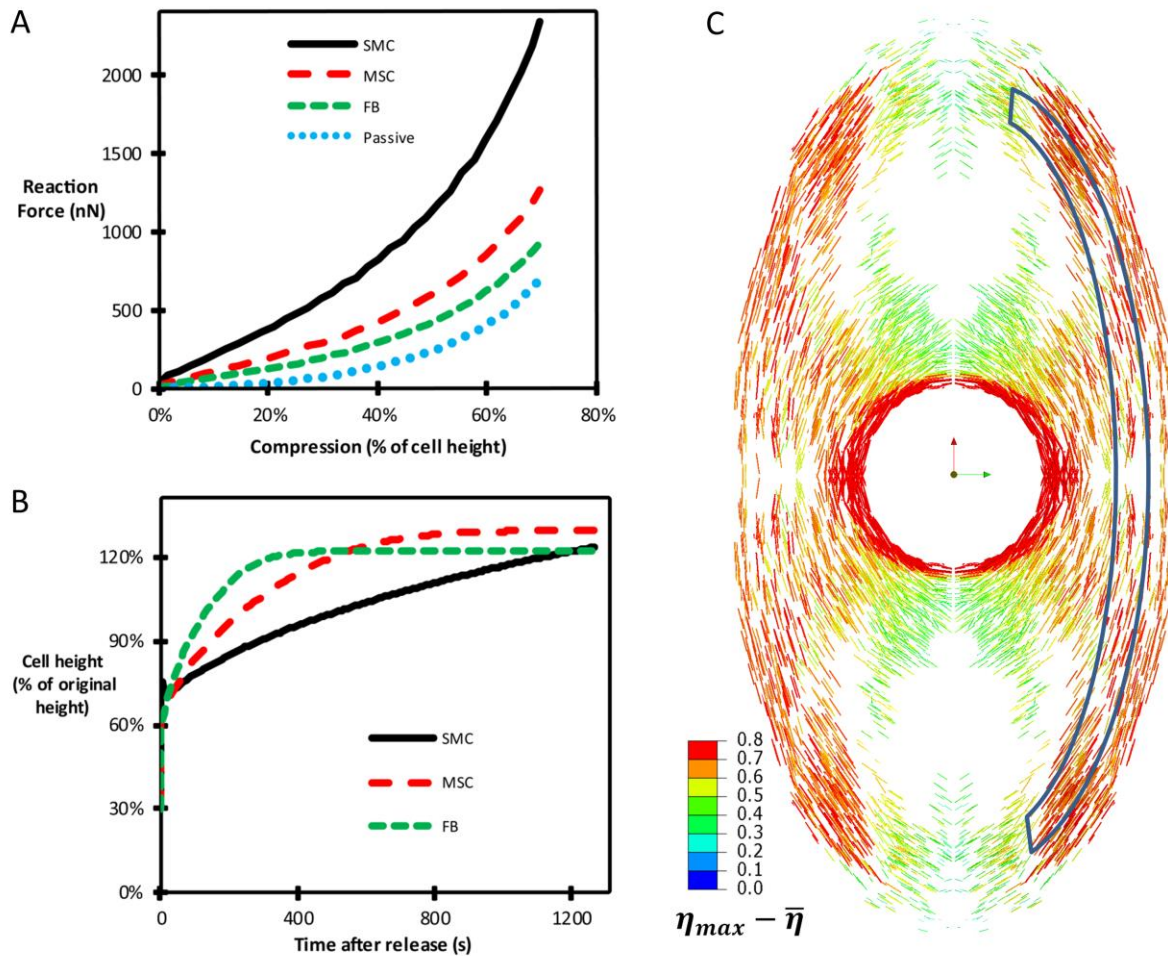 A
Reaction
Force (nN)
2000
1500
1000
500
0
0%
20%
40%
60%
80%
Compression (% of cell height)
SMC
MSC
FB
Passive
B
Cell height
(% of original
height)
120%
90%
60%
30%
0%
0
400
800
1200
Time after release (s)
SMC
MSC
FB
C
0.8
0.7
0.6
0.5
0.4
0.3
0.2
0.1
0.0
η_max − η̅